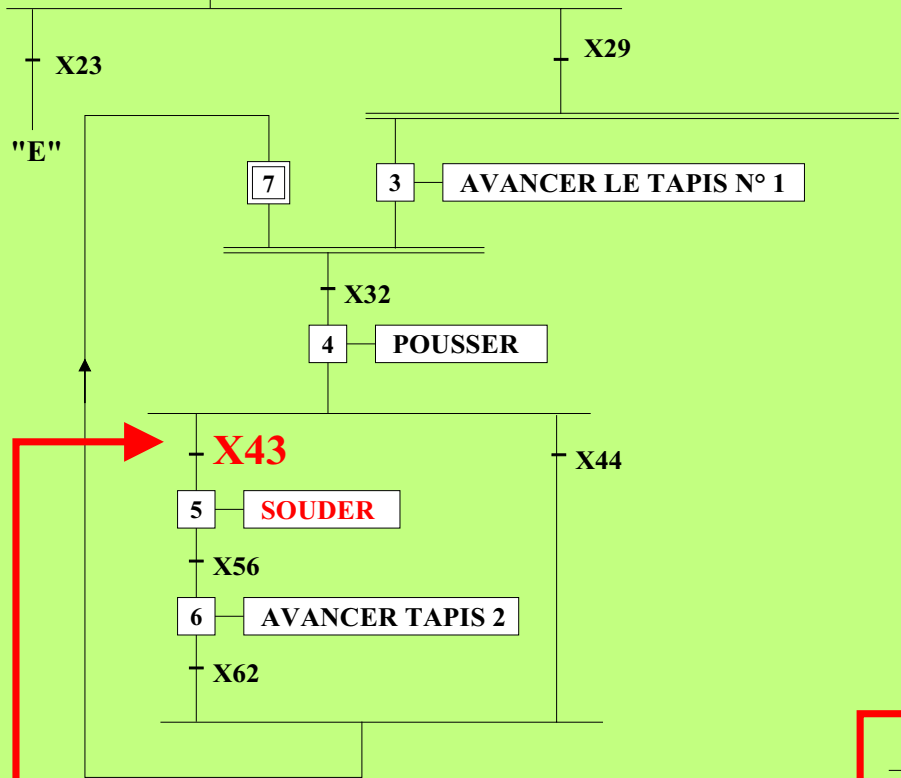 X23
X29
"E"
7
3
AVANCER LE TAPIS N° 1
X32
4
POUSSER
X43
X44
5
SOUDER
X56
6
AVANCER TAPIS 2
X62